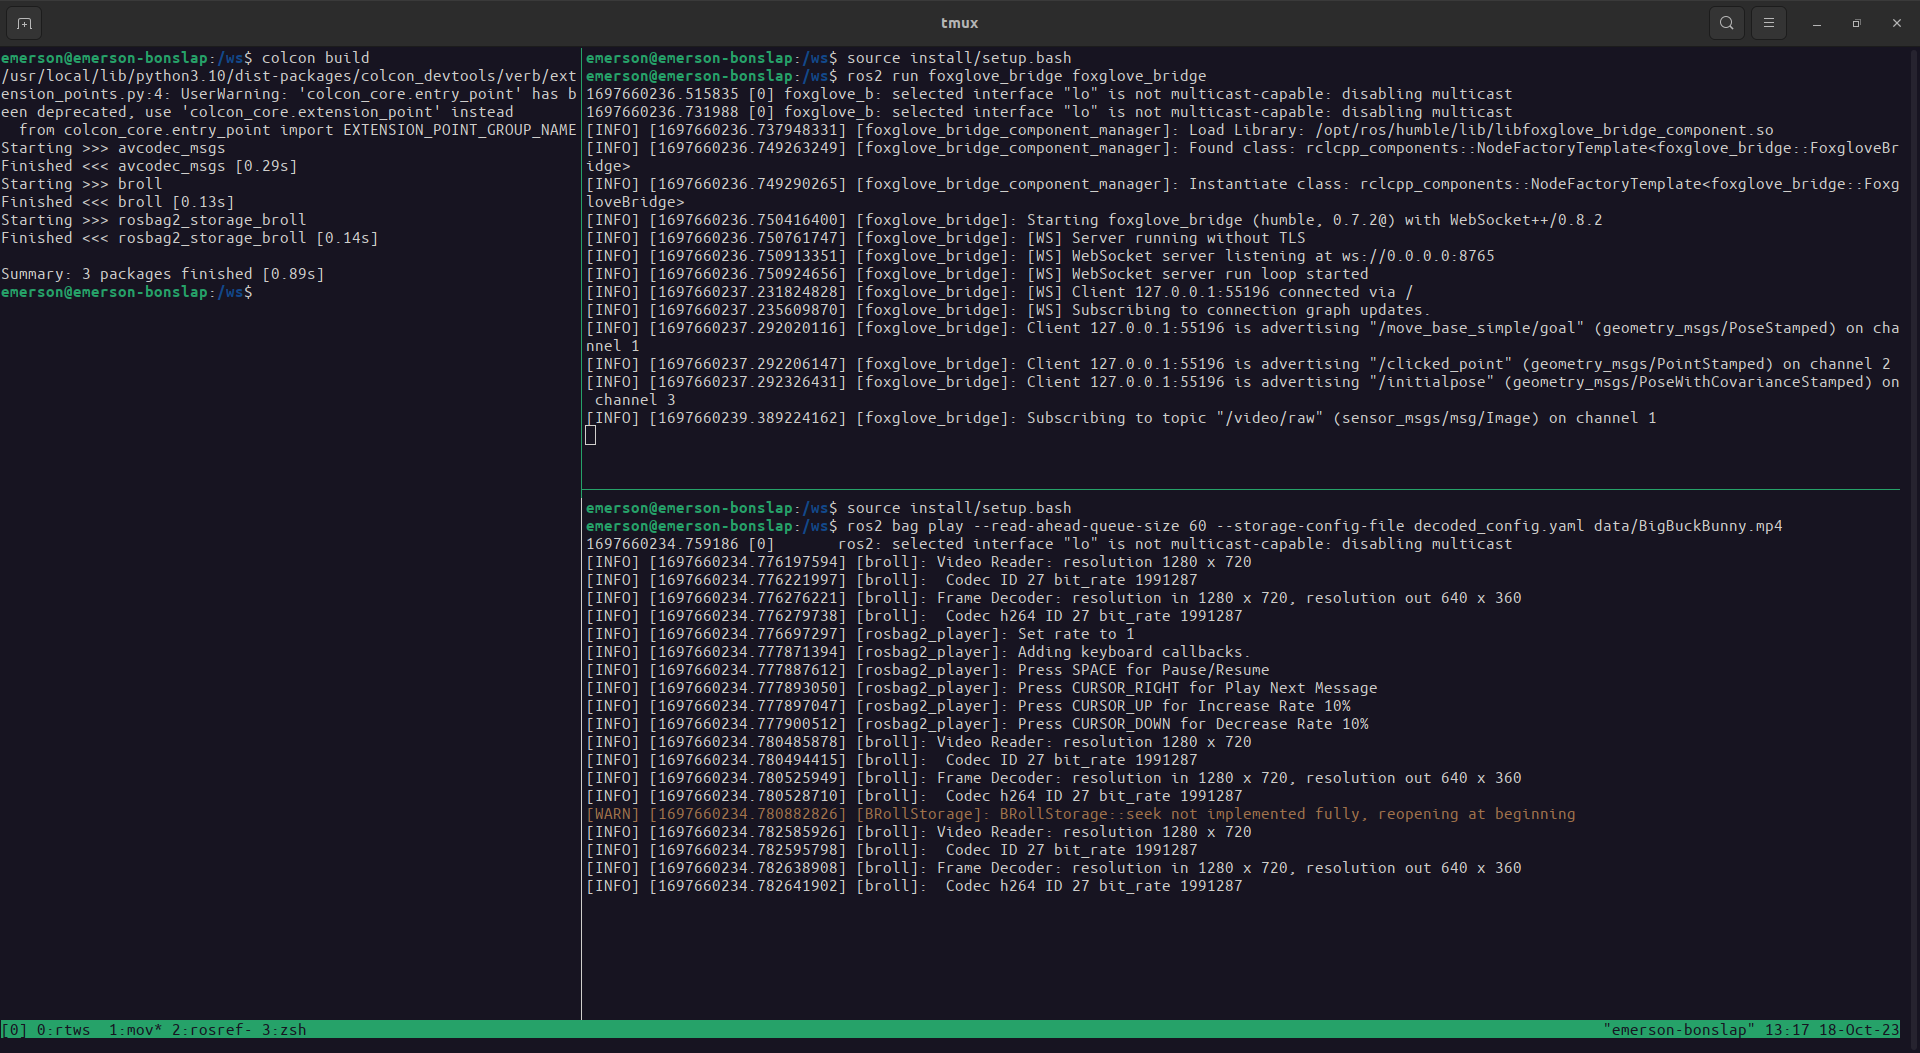 tmux
emerson@emerson-bonslap:/ws$ colcon build
/usr/local/lib/python3.10/dist-packages/colcon_devtools/verb/ext
ension_points.py:4: UserWarning: 'colcon_core.entry_point' has b
een deprecated, use 'colcon_core.extension_point' instead
  from colcon_core.entry_point import EXTENSION_POINT_GROUP_NAME
Starting >>> avcodec_msgs
Finished <<< avcodec_msgs [0.29s]
Starting >>> broll
Finished <<< broll [0.13s]
Starting >>> rosbag2_storage_broll
Finished <<< rosbag2_storage_broll [0.14s]
Summary: 3 packages finished [0.89s]
emerson@emerson-bonslap:/ws$
emerson@emerson-bonslap:/ws$ source install/setup.bash
emerson@emerson-bonslap:/ws$ ros2 run foxglove_bridge foxglove_bridge
1697660236.515835 [0] foxglove_b: selected interface "lo" is not multicast-capable: disabling multicast
1697660236.731988 [0] foxglove_b: selected interface "lo" is not multicast-capable: disabling multicast
[INFO] [1697660236.737948331] [foxglove_bridge_component_manager]: Load Library: /opt/ros/humble/lib/libfoxglove_bridge_component.so
[INFO] [1697660236.749263249] [foxglove_bridge_component_manager]: Found class: rclcpp_components::NodeFactoryTemplate<foxglove_bridge::FoxgloveBr
idge>
[INFO] [1697660236.749290265] [foxglove_bridge_component_manager]: Instantiate class: rclcpp_components::NodeFactoryTemplate<foxglove_bridge::Foxg
loveBridge>
[INFO] [1697660236.750416400] [foxglove_bridge]: Starting foxglove_bridge (humble, 0.7.2@) with WebSocket++/0.8.2
[INFO] [1697660236.750761747] [foxglove_bridge]: [WS] Server running without TLS
[INFO] [1697660236.750913351] [foxglove_bridge]: [WS] WebSocket server listening at ws://0.0.0.0:8765
[INFO] [1697660236.750924656] [foxglove_bridge]: [WS] WebSocket server run loop started
[INFO] [1697660237.231824828] [foxglove_bridge]: [WS] Client 127.0.0.1:55196 connected via /
[INFO] [1697660237.235609870] [foxglove_bridge]: [WS] Subscribing to connection graph updates.
[INFO] [1697660237.292020116] [foxglove_bridge]: Client 127.0.0.1:55196 is advertising "/move_base_simple/goal" (geometry_msgs/PoseStamped) on cha
nnel 1
[INFO] [1697660237.292206147] [foxglove_bridge]: Client 127.0.0.1:55196 is advertising "/clicked_point" (geometry_msgs/PointStamped) on channel 2
[INFO] [1697660237.292326431] [foxglove_bridge]: Client 127.0.0.1:55196 is advertising "/initialpose" (geometry_msgs/PoseWithCovarianceStamped) on
 channel 3
[INFO] [1697660239.389224162] [foxglove_bridge]: Subscribing to topic "/video/raw" (sensor_msgs/msg/Image) on channel 1
emerson@emerson-bonslap:/ws$ source install/setup.bash
emerson@emerson-bonslap:/ws$ ros2 bag play --read-ahead-queue-size 60 --storage-config-file decoded_config.yaml data/BigBuckBunny.mp4
1697660234.759186 [0]       ros2: selected interface "lo" is not multicast-capable: disabling multicast
[INFO] [1697660234.776197594] [broll]: Video Reader: resolution 1280 x 720
[INFO] [1697660234.776221997] [broll]:  Codec ID 27 bit_rate 1991287
[INFO] [1697660234.776276221] [broll]: Frame Decoder: resolution in 1280 x 720, resolution out 640 x 360
[INFO] [1697660234.776279738] [broll]:  Codec h264 ID 27 bit_rate 1991287
[INFO] [1697660234.776697297] [rosbag2_player]: Set rate to 1
[INFO] [1697660234.777871394] [rosbag2_player]: Adding keyboard callbacks.
[INFO] [1697660234.777887612] [rosbag2_player]: Press SPACE for Pause/Resume
[INFO] [1697660234.777893050] [rosbag2_player]: Press CURSOR_RIGHT for Play Next Message
[INFO] [1697660234.777897047] [rosbag2_player]: Press CURSOR_UP for Increase Rate 10%
[INFO] [1697660234.777900512] [rosbag2_player]: Press CURSOR_DOWN for Decrease Rate 10%
[INFO] [1697660234.780485878] [broll]: Video Reader: resolution 1280 x 720
[INFO] [1697660234.780494415] [broll]:  Codec ID 27 bit_rate 1991287
[INFO] [1697660234.780525949] [broll]: Frame Decoder: resolution in 1280 x 720, resolution out 640 x 360
[INFO] [1697660234.780528710] [broll]:  Codec h264 ID 27 bit_rate 1991287
[WARN] [1697660234.780882826] [BRollStorage]: BRollStorage::seek not implemented fully, reopening at beginning
[INFO] [1697660234.782585926] [broll]: Video Reader: resolution 1280 x 720
[INFO] [1697660234.782595798] [broll]:  Codec ID 27 bit_rate 1991287
[INFO] [1697660234.782638908] [broll]: Frame Decoder: resolution in 1280 x 720, resolution out 640 x 360
[INFO] [1697660234.782641902] [broll]:  Codec h264 ID 27 bit_rate 1991287
[0] 0:rtws  1:mov* 2:rosref- 3:zsh "emerson-bonslap" 13:17 18-Oct-23